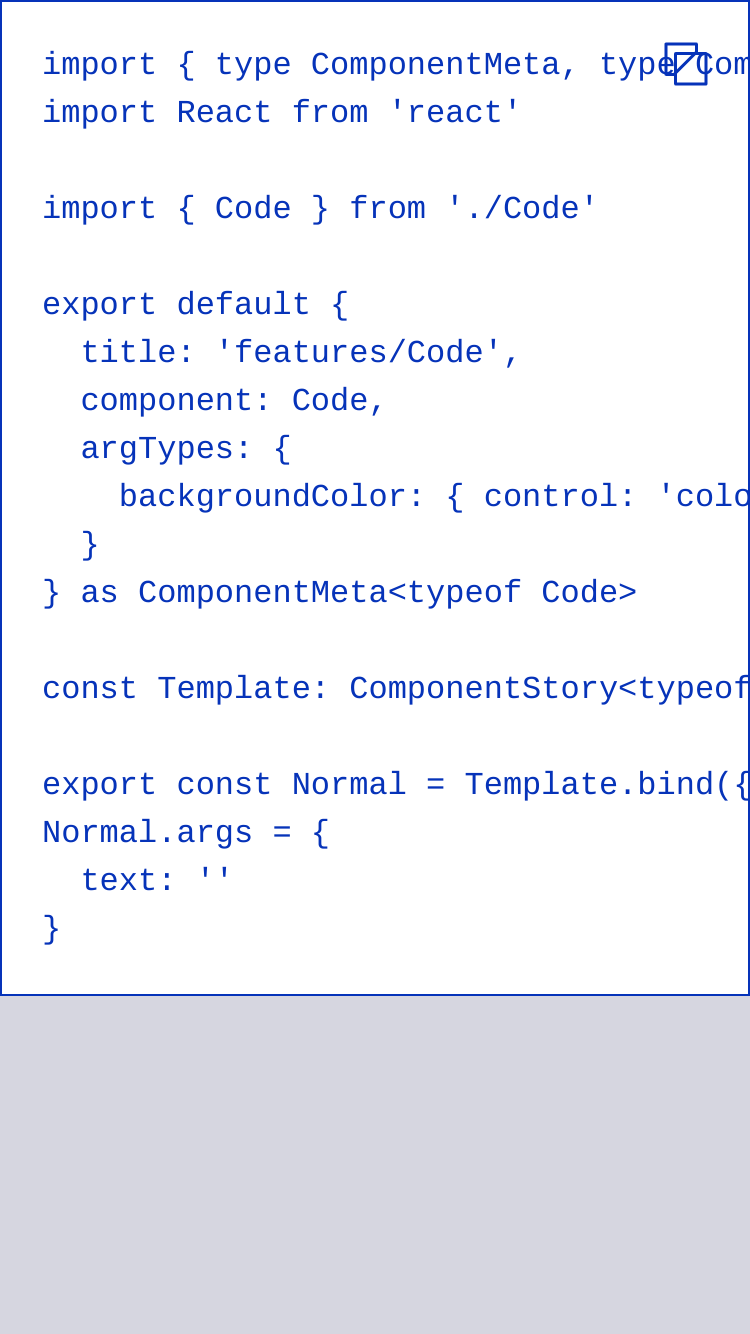 import { type ComponentMeta, type Com
import React from 'react'
import { Code } from './Code'
export default {
  title: 'features/Code',
  component: Code,
  argTypes: {
    backgroundColor: { control: 'colo
  }
} as ComponentMeta<typeof Code>
const Template: ComponentStory<typeof
export const Normal = Template.bind({
Normal.args = {
  text: ''
}